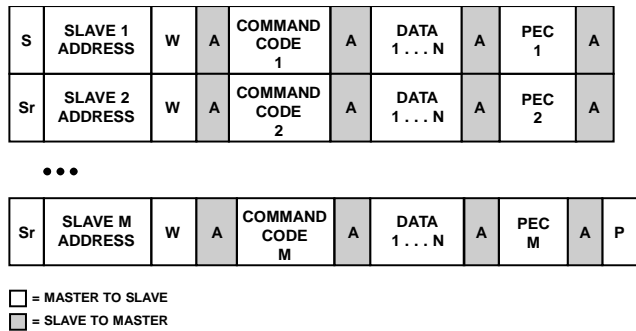 S SLAVE 1 ADDRESS W A COMMAND CODE 1 A DATA 1 . . . N A PEC 1 A
Sr SLAVE 2 ADDRESS W A COMMAND CODE 2 A DATA 1 . . . N A PEC 2 A
•••
Sr SLAVE M ADDRESS W A COMMAND CODE M A DATA 1 . . . N A PEC M A P
= MASTER TO SLAVE
= SLAVE TO MASTER